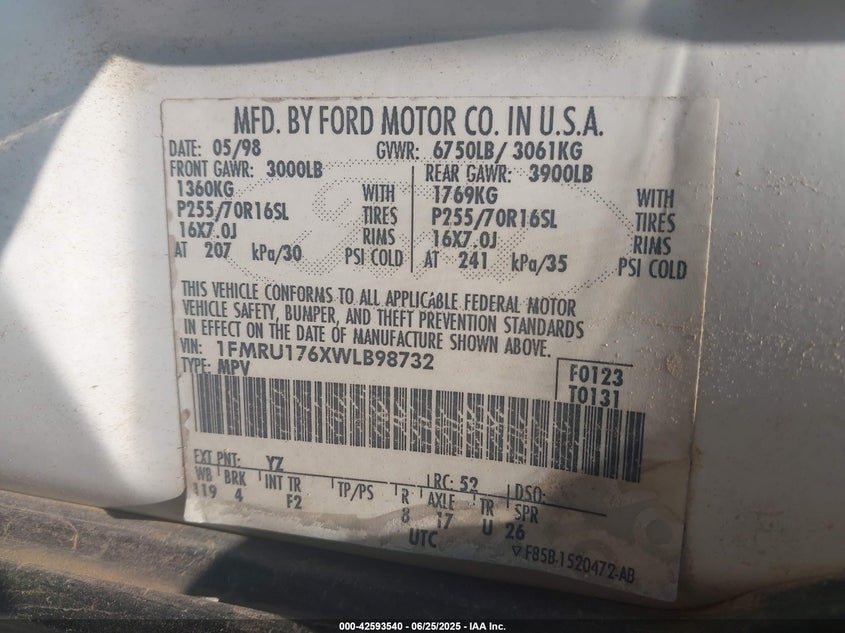 MFD. BY FORD MOTOR CO. IN U.S.A.
DATE: 05/98 GVWR: 6750LB/ 3061KG
FRONT GAWR: 3000LB REAR GAWR: 3900LB
1360KG WITH 1769KG WITH
P255/70R16SL TIRES P255/70R16SL TIRES
16X7.0J RIMS 16X7.0J RIMS
AT 207 kPa/30 PSI COLD AT 241 kPa/35 PSI COLD
THIS VEHICLE CONFORMS TO ALL APPLICABLE FEDERAL MOTOR
VEHICLE SAFETY, BUMPER, AND THEFT PREVENTION STANDARDS
IN EFFECT ON THE DATE OF MANUFACTURE SHOWN ABOVE.
VIN: 1FMRU176XWLB98732
TYPE: MPV F0123
T0131
EXT PNT: YZ RC: 52 DSO:
WB BRK INT TR TP/PS R AXLE TR SPR
119 4 F2 8 17 U 26
UTC
▽ F85B-1520472-AB
000-42593540 / 06/25/2025 - IAA Inc.